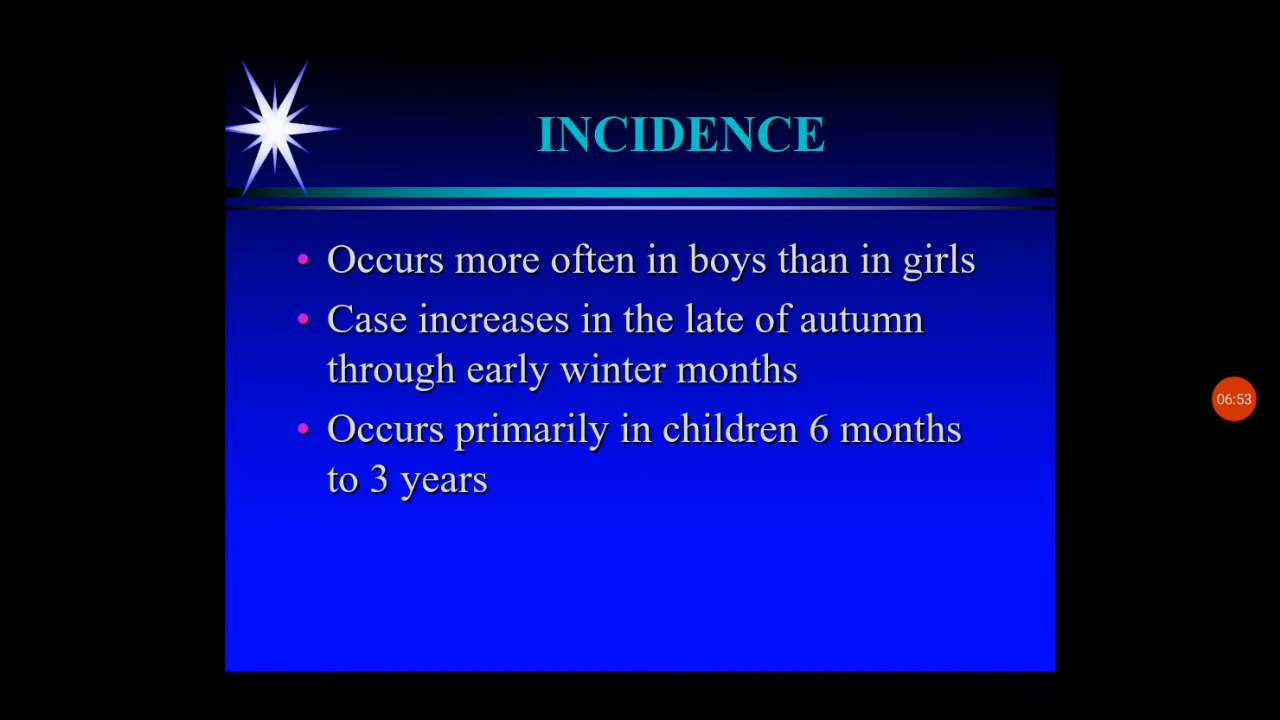 INCIDENCE
• Occurs more often in boys than in girls
• Case increases in the late of autumn
through early winter months
• Occurs primarily in children 6 months
to 3 years
06:53